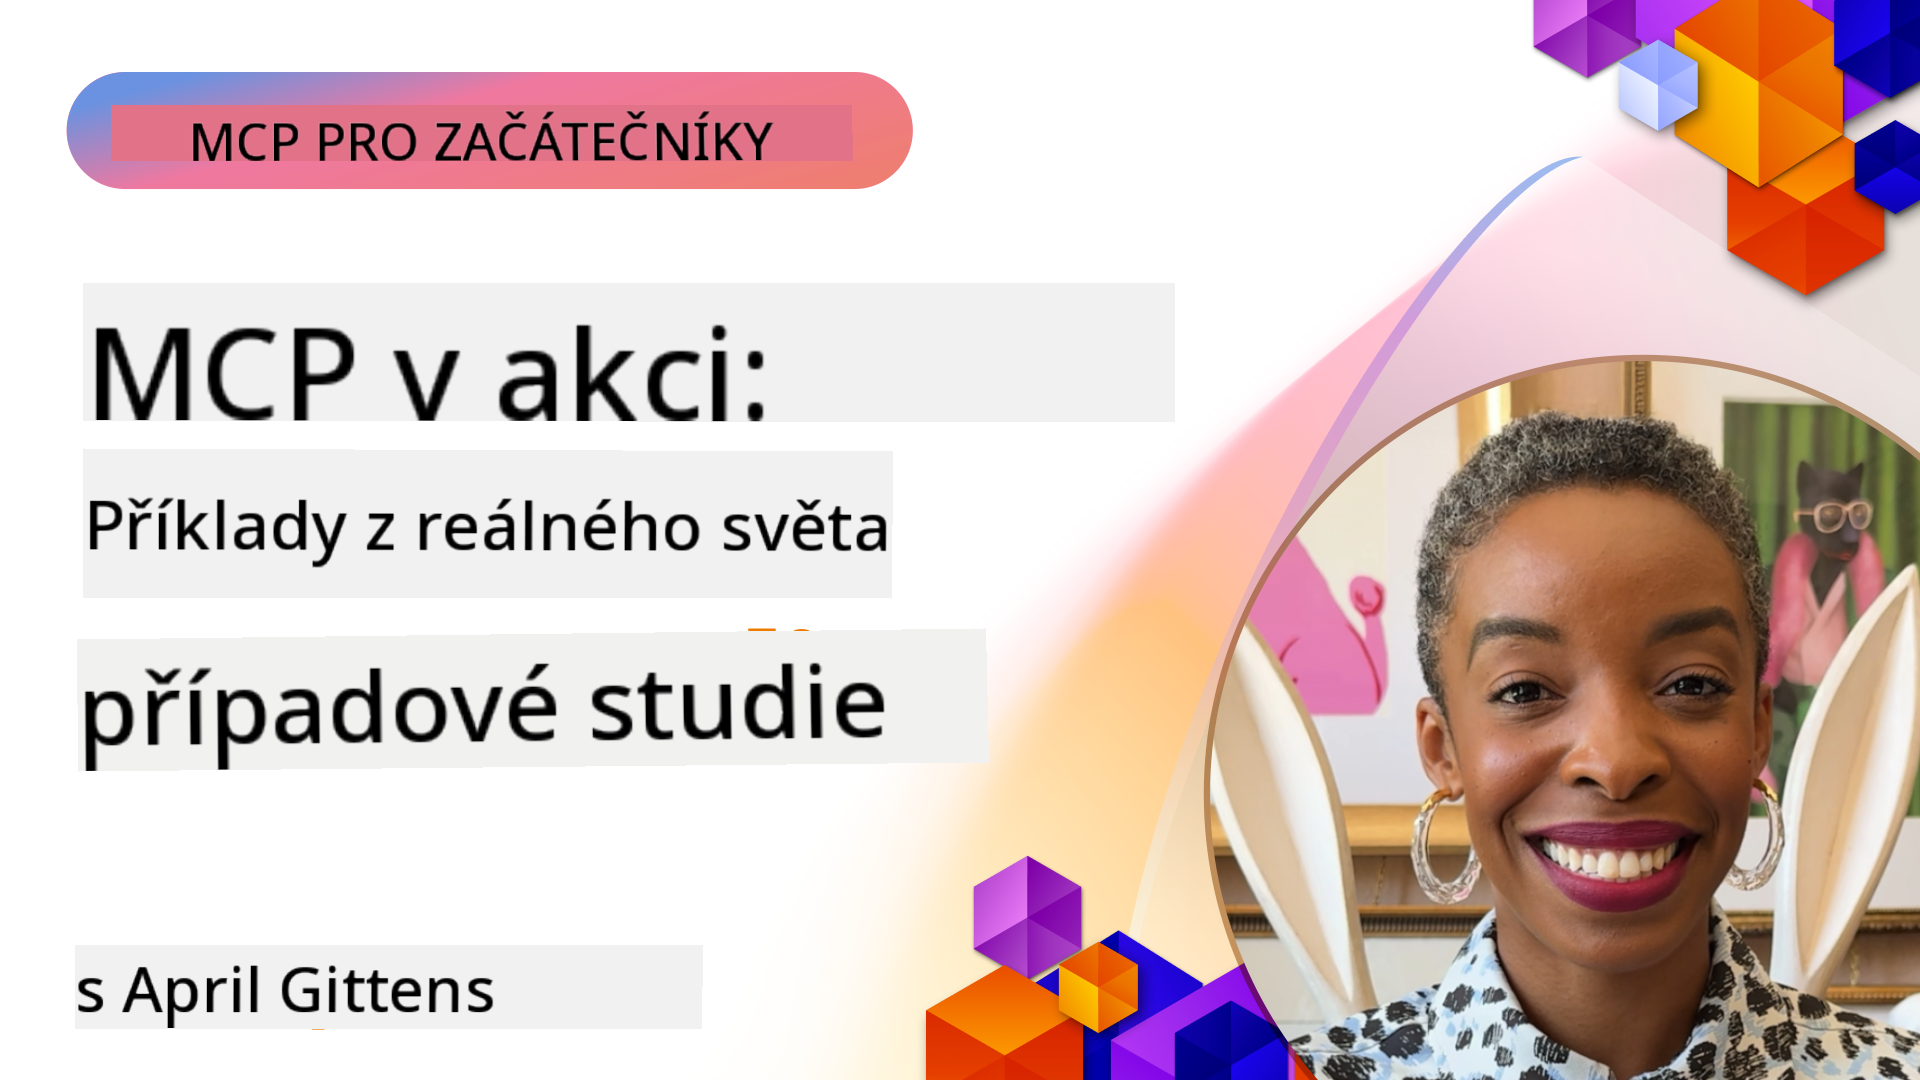 MCP PRO ZAČÁTEČNÍKY
MCP v akci:
Příklady z reálného světa
případové studie
s April Gittens